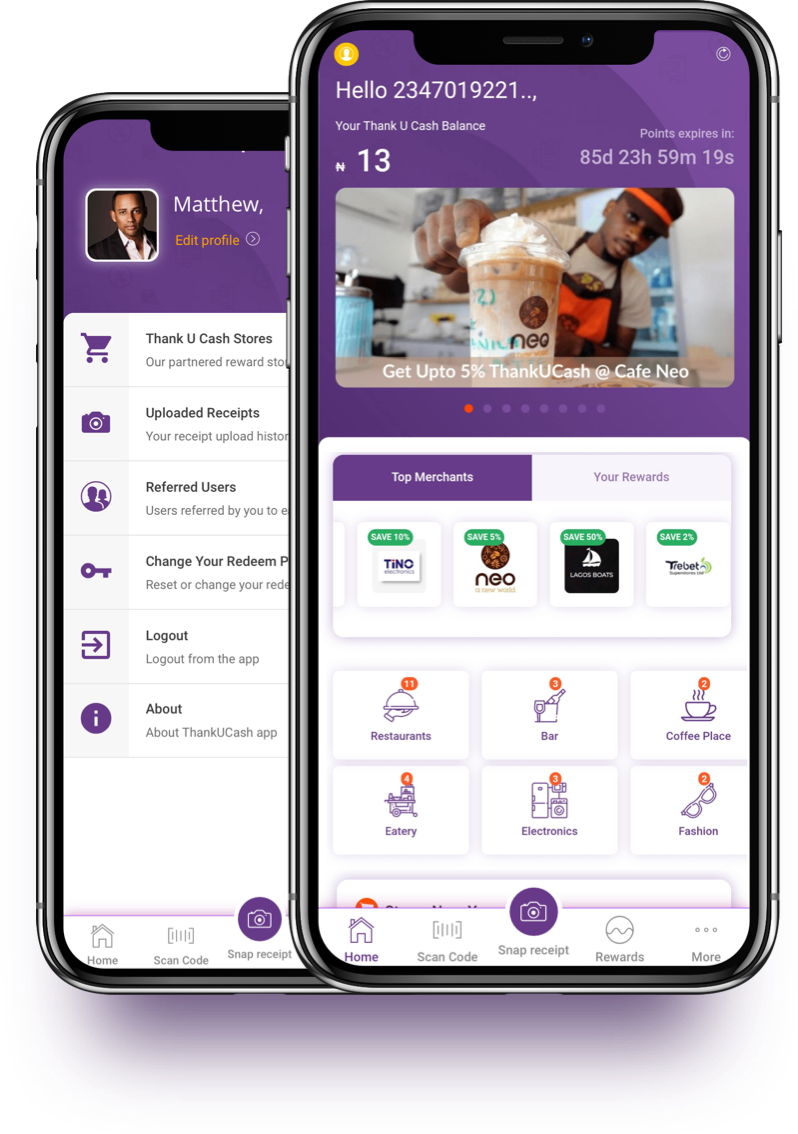 Matthew,
Edit profile
Thank U Cash Stores
Our partnered reward stor
Uploaded Receipts
Your receipt upload histor
Referred Users
Users referred by you to e
Change Your Redeem P
Reset or change your rede
Logout
Logout from the app
About
About ThankUCash app
Home
Scan Code
Snap receipt
Hello 2347019221..,
Your Thank U Cash Balance
Points expires in:
₦ 13
85d 23h 59m 19s
neo
Get Upto 5% ThankUCash @ Cafe Neo
Top Merchants
Your Rewards
SAVE 10%
SAVE 5%
SAVE 50%
SAVE 2%
TiNO
electronics
neo
a new world.
LAGOS BOATS
Trebet
Superstores Ltd
11
3
2
Restaurants
Bar
Coffee Place
4
3
2
Eatery
Electronics
Fashion
Home
Scan Code
Snap receipt
Rewards
More